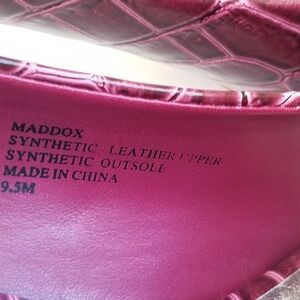 MADDOX
SYNTHETIC · LEATHER UPPER
SYNTHETIC OUTSOLE
MADE IN CHINA
9.5M